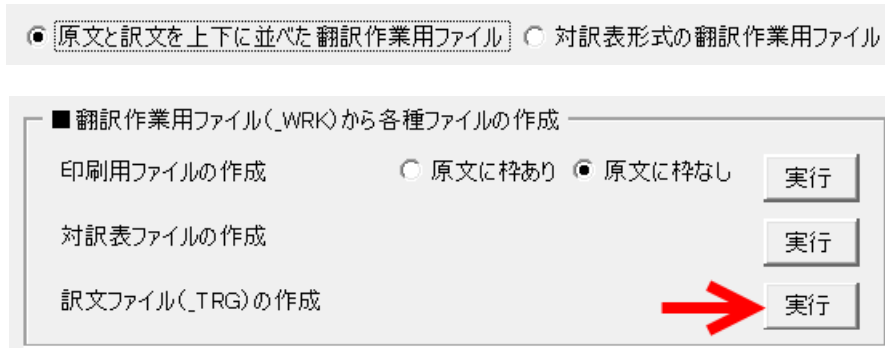 原文と訳文を上下に並べた翻訳作業用ファイル 対訳表形式の翻訳作業用ファイル
■翻訳作業用ファイル(_WRK)から各種ファイルの作成
印刷用ファイルの作成 原文に枠あり 原文に枠なし 実行
対訳表ファイルの作成 実行
訳文ファイル(_TRG)の作成 実行